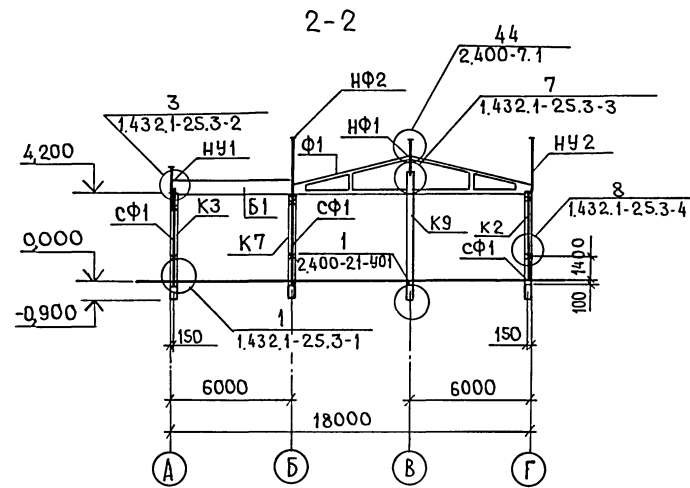 2-2
44
2.400-7.1
НФ2
7
1.432.1-25.3-3
3
1.432.1-25.3-2
НФ1
Ф1
НУ1
НУ2
4,200
8
1.432.1-25.3-4
Б1
СФ1
К3
СФ1
К9
К2
К7
1
2.400-21-У01
СФ1
0,000
1400
100
-0,900
1
1.432.1-25.3-1
150
150
6000
6000
18000
А
Б
В
Г